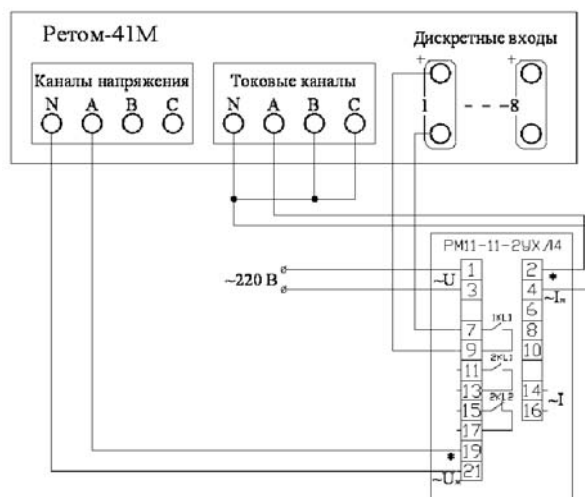 Ретом-41М
Дискретные входы
Каналы напряжения
Токовые каналы
N A B C
N A B C
+ +
1 8
РМ11-11-2УХЛ4
~220 В
~U
1 2 *
3 4
~Iн
6
7 1KL1 8
9 10
2KL1
11
13 14
~I
2KL2
15 16
17
* 19
21
~Uн